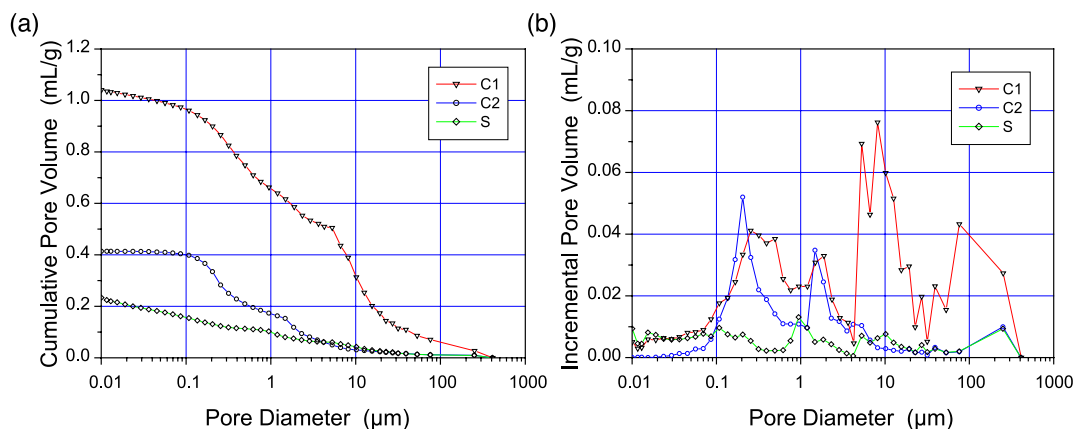 (a)
Cumulative Pore Volume (mL/g)
1.2
1.0
0.8
0.6
0.4
0.2
0.0
0.01
0.1
1
10
100
1000
Pore Diameter (µm)
C1
C2
S
(b)
Incremental Pore Volume (mL/g)
0.10
0.08
0.06
0.04
0.02
0.00
0.01
0.1
1
10
100
1000
Pore Diameter (µm)
C1
C2
S